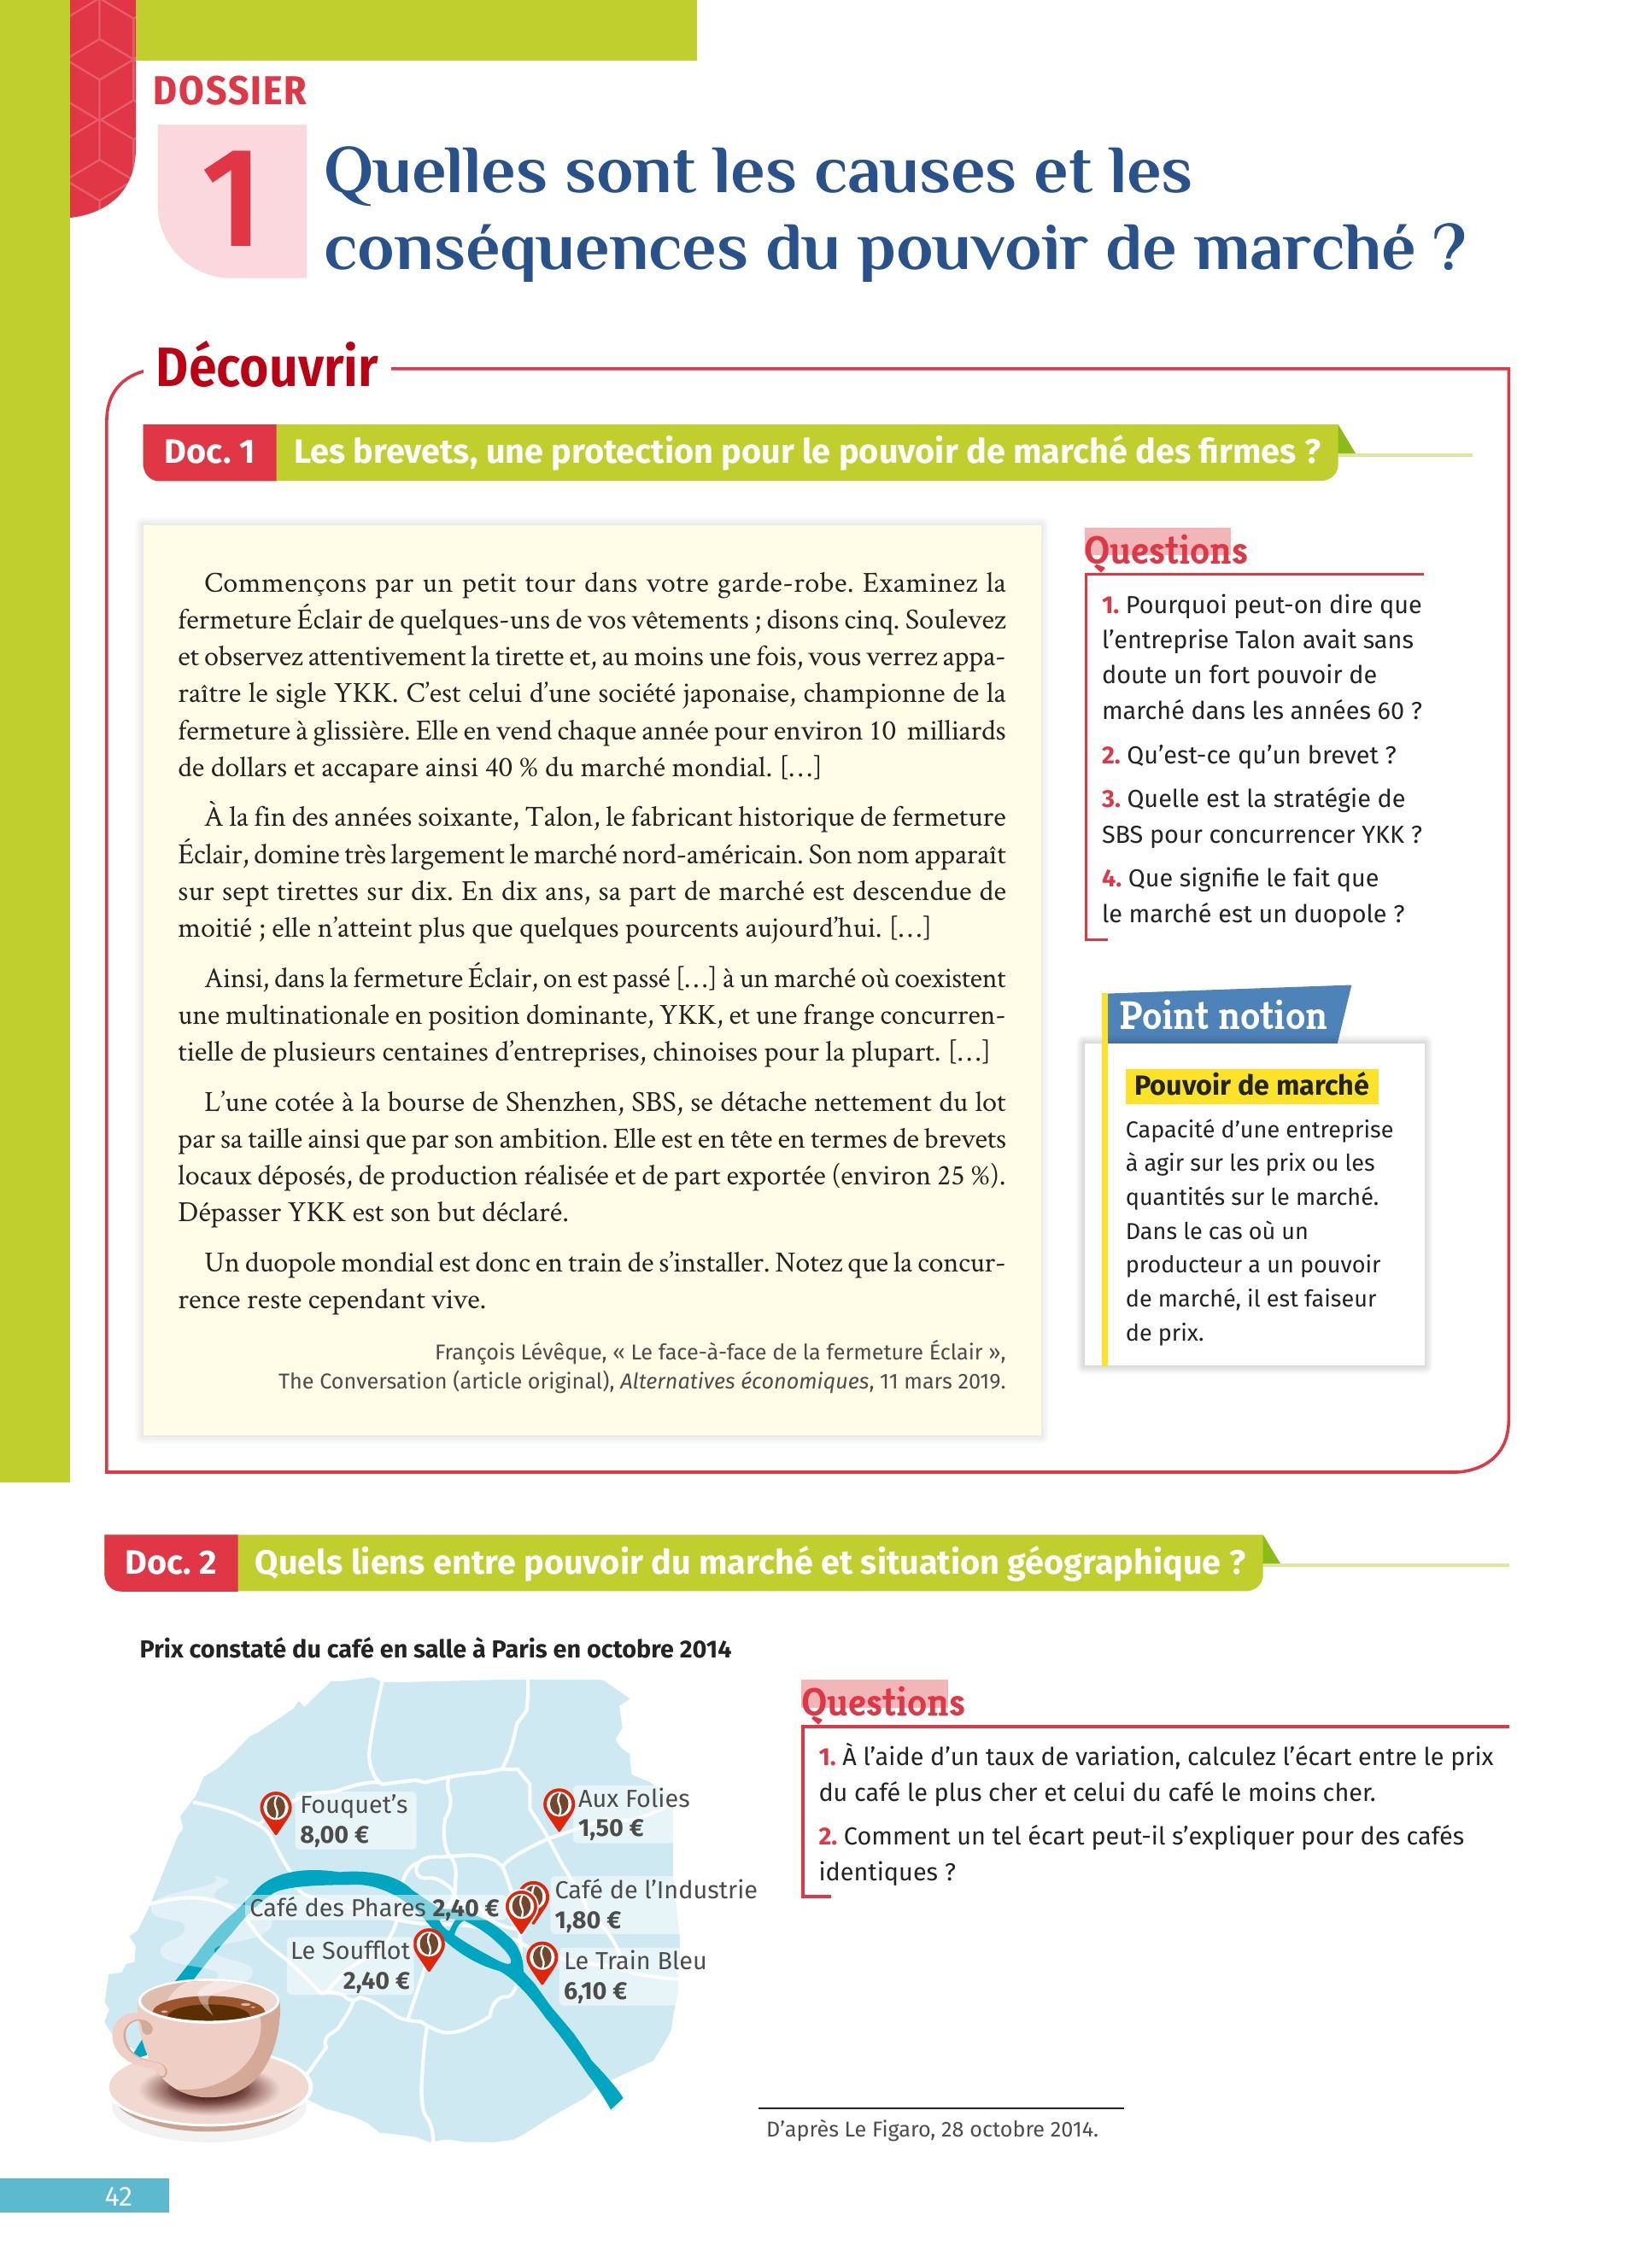 DOSSIER
1
Quelles sont les causes et les
conséquences du pouvoir de marché ?
Découvrir
Doc. 1 Les brevets, une protection pour le pouvoir de marché des firmes ?
Commençons par un petit tour dans votre garde-robe. Examinez la
fermeture Éclair de quelques-uns de vos vêtements ; disons cinq. Soulevez
et observez attentivement la tirette et, au moins une fois, vous verrez appa-
raître le sigle YKK. C’est celui d’une société japonaise, championne de la
fermeture à glissière. Elle en vend chaque année pour environ 10 milliards
de dollars et accapare ainsi 40 % du marché mondial. […]
À la fin des années soixante, Talon, le fabricant historique de fermeture
Éclair, domine très largement le marché nord-américain. Son nom apparaît
sur sept tirettes sur dix. En dix ans, sa part de marché est descendue de
moitié ; elle n’atteint plus que quelques pourcents aujourd’hui. […]
Ainsi, dans la fermeture Éclair, on est passé […] à un marché où coexistent
une multinationale en position dominante, YKK, et une frange concurren-
tielle de plusieurs centaines d’entreprises, chinoises pour la plupart. […]
L’une cotée à la bourse de Shenzhen, SBS, se détache nettement du lot
par sa taille ainsi que par son ambition. Elle est en tête en termes de brevets
locaux déposés, de production réalisée et de part exportée (environ 25 %).
Dépasser YKK est son but déclaré.
Un duopole mondial est donc en train de s’installer. Notez que la concur-
rence reste cependant vive.
François Lévêque, « Le face-à-face de la fermeture Éclair »,
The Conversation (article original), Alternatives économiques, 11 mars 2019.
Questions
1. Pourquoi peut-on dire que
l’entreprise Talon avait sans
doute un fort pouvoir de
marché dans les années 60 ?
2. Qu’est-ce qu’un brevet ?
3. Quelle est la stratégie de
SBS pour concurrencer YKK ?
4. Que signifie le fait que
le marché est un duopole ?
Point notion
Pouvoir de marché
Capacité d’une entreprise
à agir sur les prix ou les
quantités sur le marché.
Dans le cas où un
producteur a un pouvoir
de marché, il est faiseur
de prix.
Doc. 2 Quels liens entre pouvoir du marché et situation géographique ?
Prix constaté du café en salle à Paris en octobre 2014
Fouquet’s
8,00 €
Aux Folies
1,50 €
Café des Phares 2,40 €
Café de l’Industrie
1,80 €
Le Soufflot
2,40 €
Le Train Bleu
6,10 €
Questions
1. À l’aide d’un taux de variation, calculez l’écart entre le prix
du café le plus cher et celui du café le moins cher.
2. Comment un tel écart peut-il s’expliquer pour des cafés
identiques ?
D’après Le Figaro, 28 octobre 2014.
42